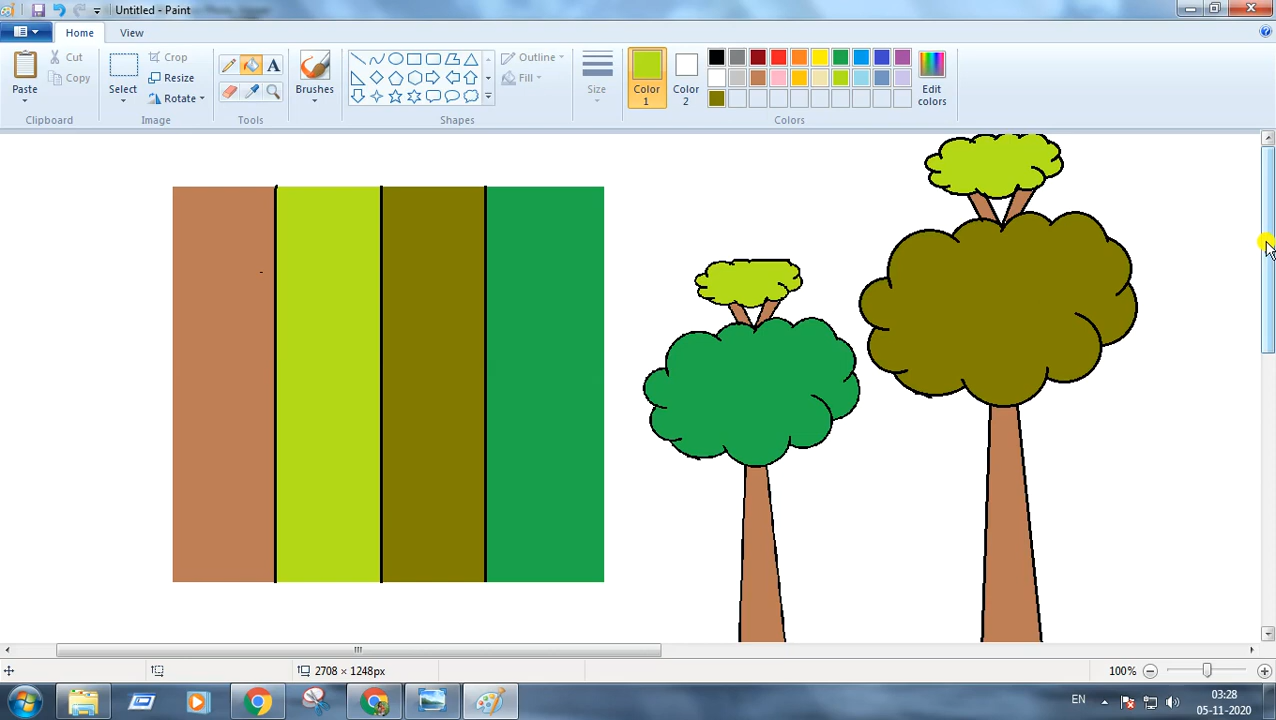 Untitled - Paint
Home View
Paste
Cut
Copy
Clipboard
Select
Crop
Resize
Rotate
Image
A
Tools
Brushes
Outline
Fill
Shapes
Size
Color 1
Color 2
Edit colors
Colors
2708 × 1248px
100%
EN
03:28
05-11-2020